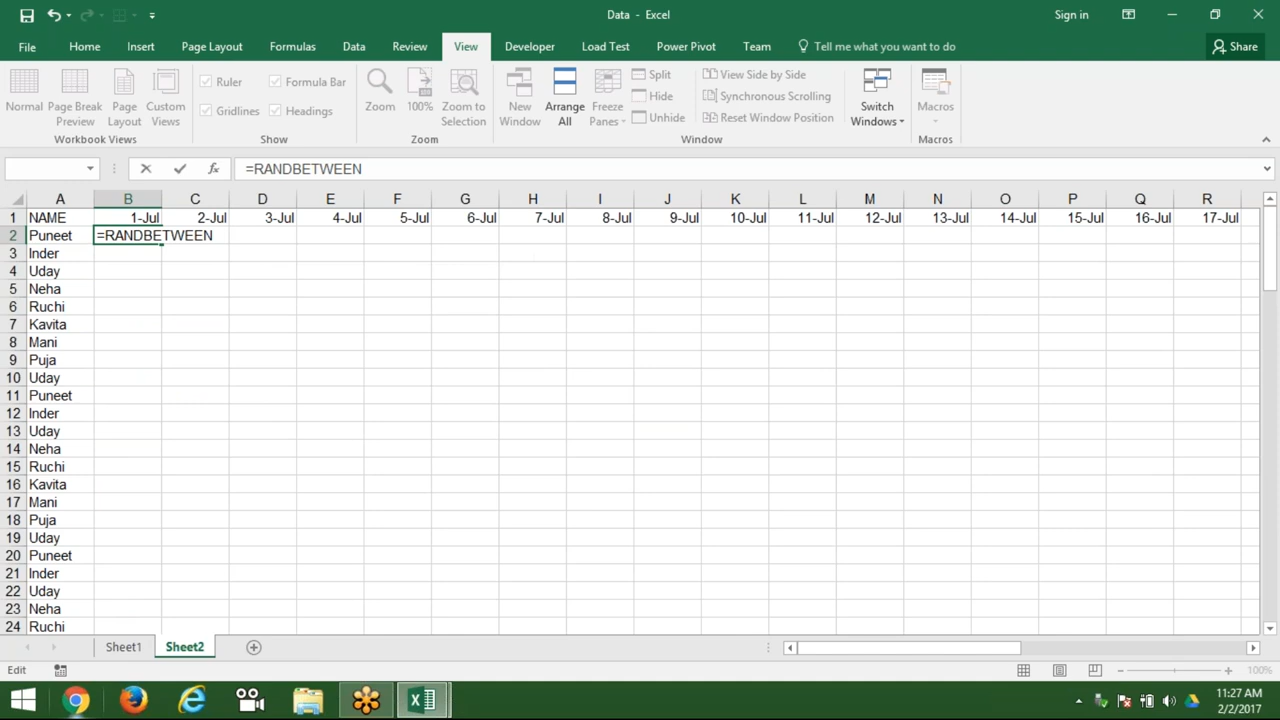 Data - Excel
Sign in
File Home Insert Page Layout Formulas Data Review View Developer Load Test Power Pivot Team Tell me what you want to do Share
Normal
Page Break Preview
Page Layout
Custom Views
Workbook Views
Ruler
Formula Bar
Gridlines
Headings
Show
Zoom
100%
Zoom to Selection
Zoom
New Window
Arrange All
Freeze Panes
Split
Hide
Unhide
View Side by Side
Synchronous Scrolling
Reset Window Position
Window
Switch Windows
Macros
Macros
fx =RANDBETWEEN
A B C D E F G H I J K L M N O P Q R
1 NAME 1-Jul 2-Jul 3-Jul 4-Jul 5-Jul 6-Jul 7-Jul 8-Jul 9-Jul 10-Jul 11-Jul 12-Jul 13-Jul 14-Jul 15-Jul 16-Jul 17-Jul
2 Puneet =RANDBETWEEN
3 Inder
4 Uday
5 Neha
6 Ruchi
7 Kavita
8 Mani
9 Puja
10 Uday
11 Puneet
12 Inder
13 Uday
14 Neha
15 Ruchi
16 Kavita
17 Mani
18 Puja
19 Uday
20 Puneet
21 Inder
22 Uday
23 Neha
24 Ruchi
Sheet1 Sheet2
Edit
100%
11:27 AM
2/2/2017